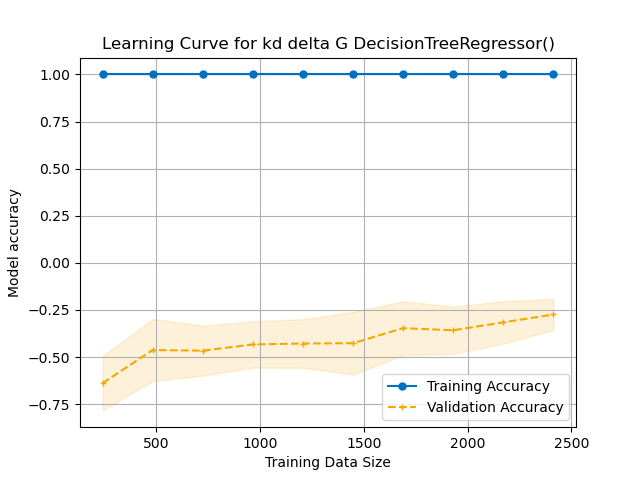 Learning Curve for kd delta G DecisionTreeRegressor()
Model accuracy
1.00
0.75
0.50
0.25
0.00
−0.25
−0.50
−0.75
Training Accuracy
Validation Accuracy
500
1000
1500
2000
2500
Training Data Size